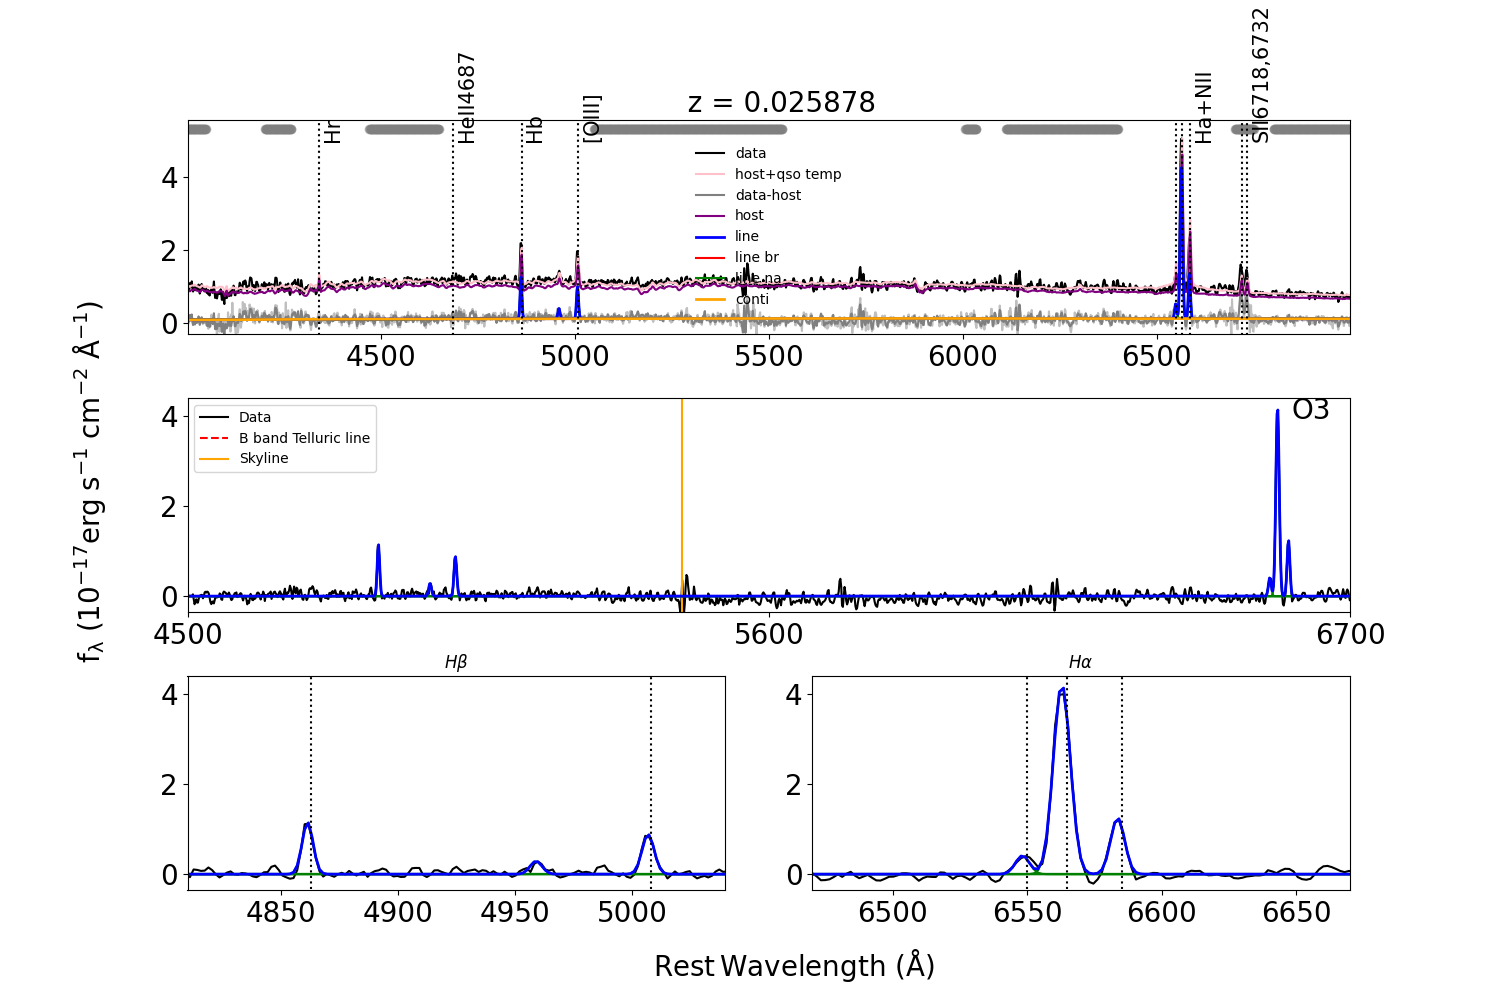 z = 0.025878
Hr
HeII4687
Hb
[OIII]
Ha+NII
SII6718,6732
data
host+qso temp
data-host
host
line
line br
line na
conti
4
2
0
4500
5000
5500
6000
6500
Data
B band Telluric line
Skyline
O3
4
2
0
4500
5600
6700
fλ (10⁻¹⁷erg s⁻¹ cm⁻² Å⁻¹)
Hβ
4
2
0
4850
4900
4950
5000
Hα
4
2
0
6500
6550
6600
6650
Rest Wavelength (Å)